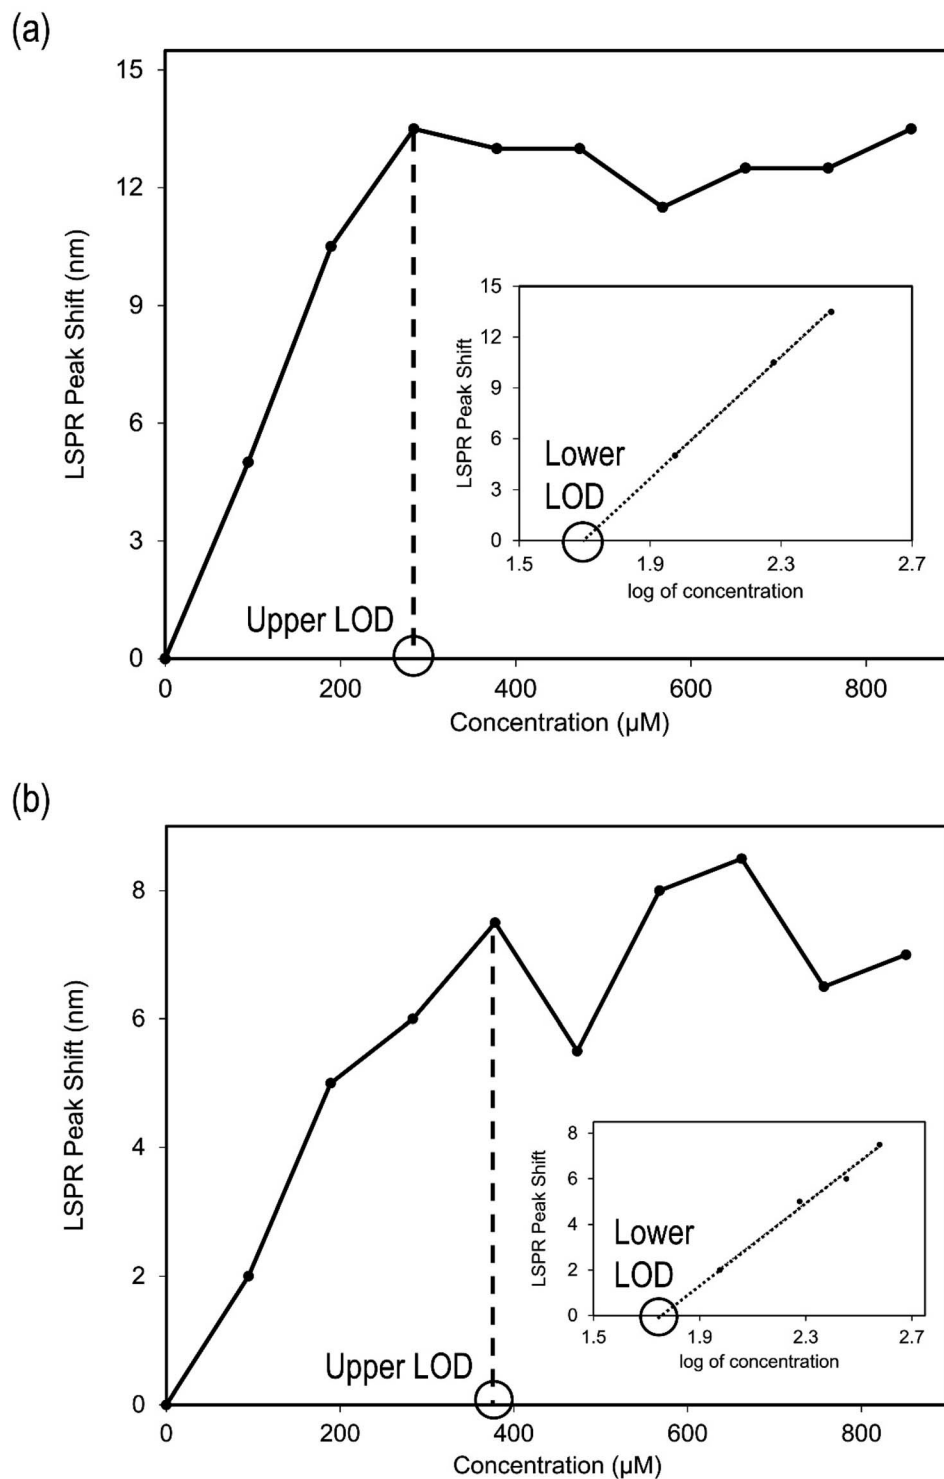 (a)
15
12
9
6
3
0
LSPR Peak Shift (nm)
0 200 400 600 800
Concentration (µM)
Upper LOD
15
12
9
6
3
0
LSPR Peak Shift
Lower
LOD
1.5 1.9 2.3 2.7
log of concentration
(b)
8
6
4
2
0
LSPR Peak Shift (nm)
0 200 400 600 800
Concentration (µM)
Upper LOD
8
6
4
2
0
LSPR Peak Shift
Lower
LOD
1.5 1.9 2.3 2.7
log of concentration